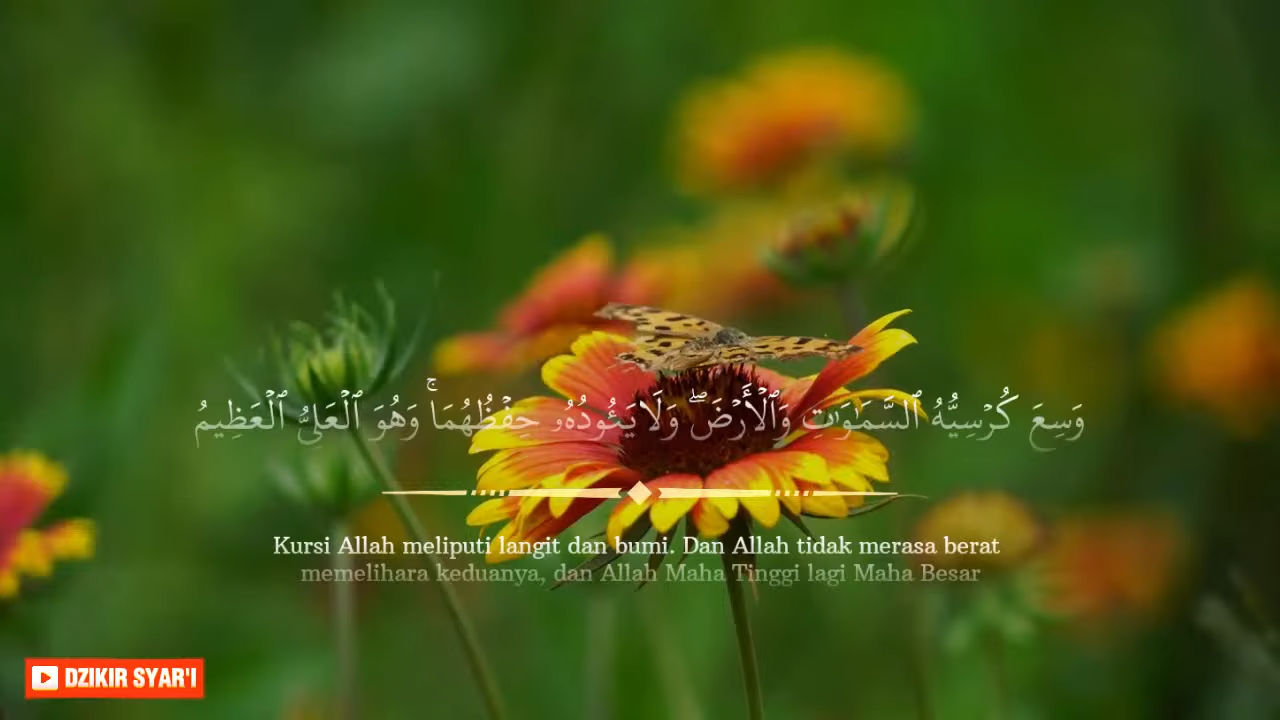 وَسِعَ كُرْسِيُّهُ ٱلسَّمَـٰوَٰتِ وَٱلْأَرْضَ ۖ وَلَا يَـُٔودُهُۥ حِفْظُهُمَا ۚ وَهُوَ ٱلْعَلِىُّ ٱلْعَظِيمُ
Kursi Allah meliputi langit dan bumi. Dan Allah tidak merasa berat
memelihara keduanya, dan Allah Maha Tinggi lagi Maha Besar
DZIKIR SYAR'I